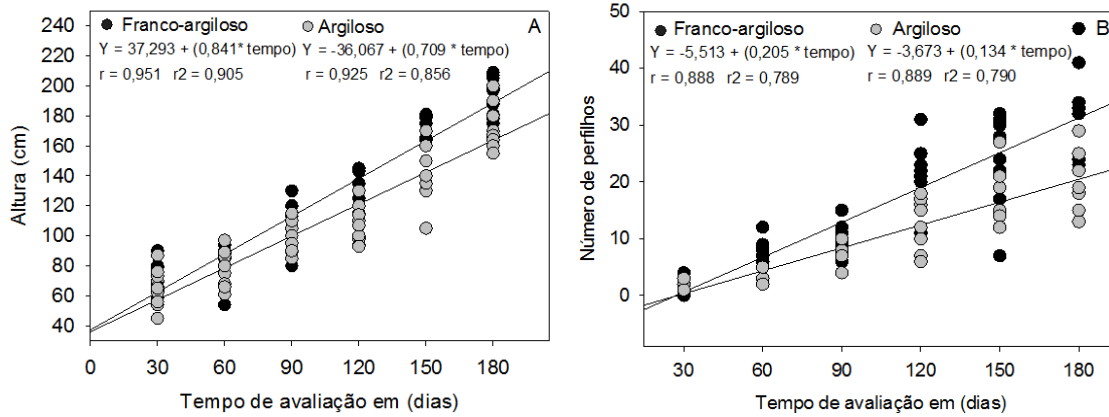 Franco-argiloso Argiloso A
Y = 37,293 + (0,841* tempo) Y = -36,067 + (0,709 * tempo)
r = 0,951 r2 = 0,905 r = 0,925 r2 = 0,856
240
220
200
180
160
140
120
100
80
60
40
Altura (cm)
0 30 60 90 120 150 180
Tempo de avaliação em (dias)
Franco-argiloso Argiloso B
Y = -5,513 + (0,205 * tempo) Y = -3,673 + (0,134 * tempo)
r = 0,888 r2 = 0,789 r = 0,889 r2 = 0,790
50
40
30
20
10
0
Número de perfilhos
30 60 90 120 150 180
Tempo de avaliação em (dias)